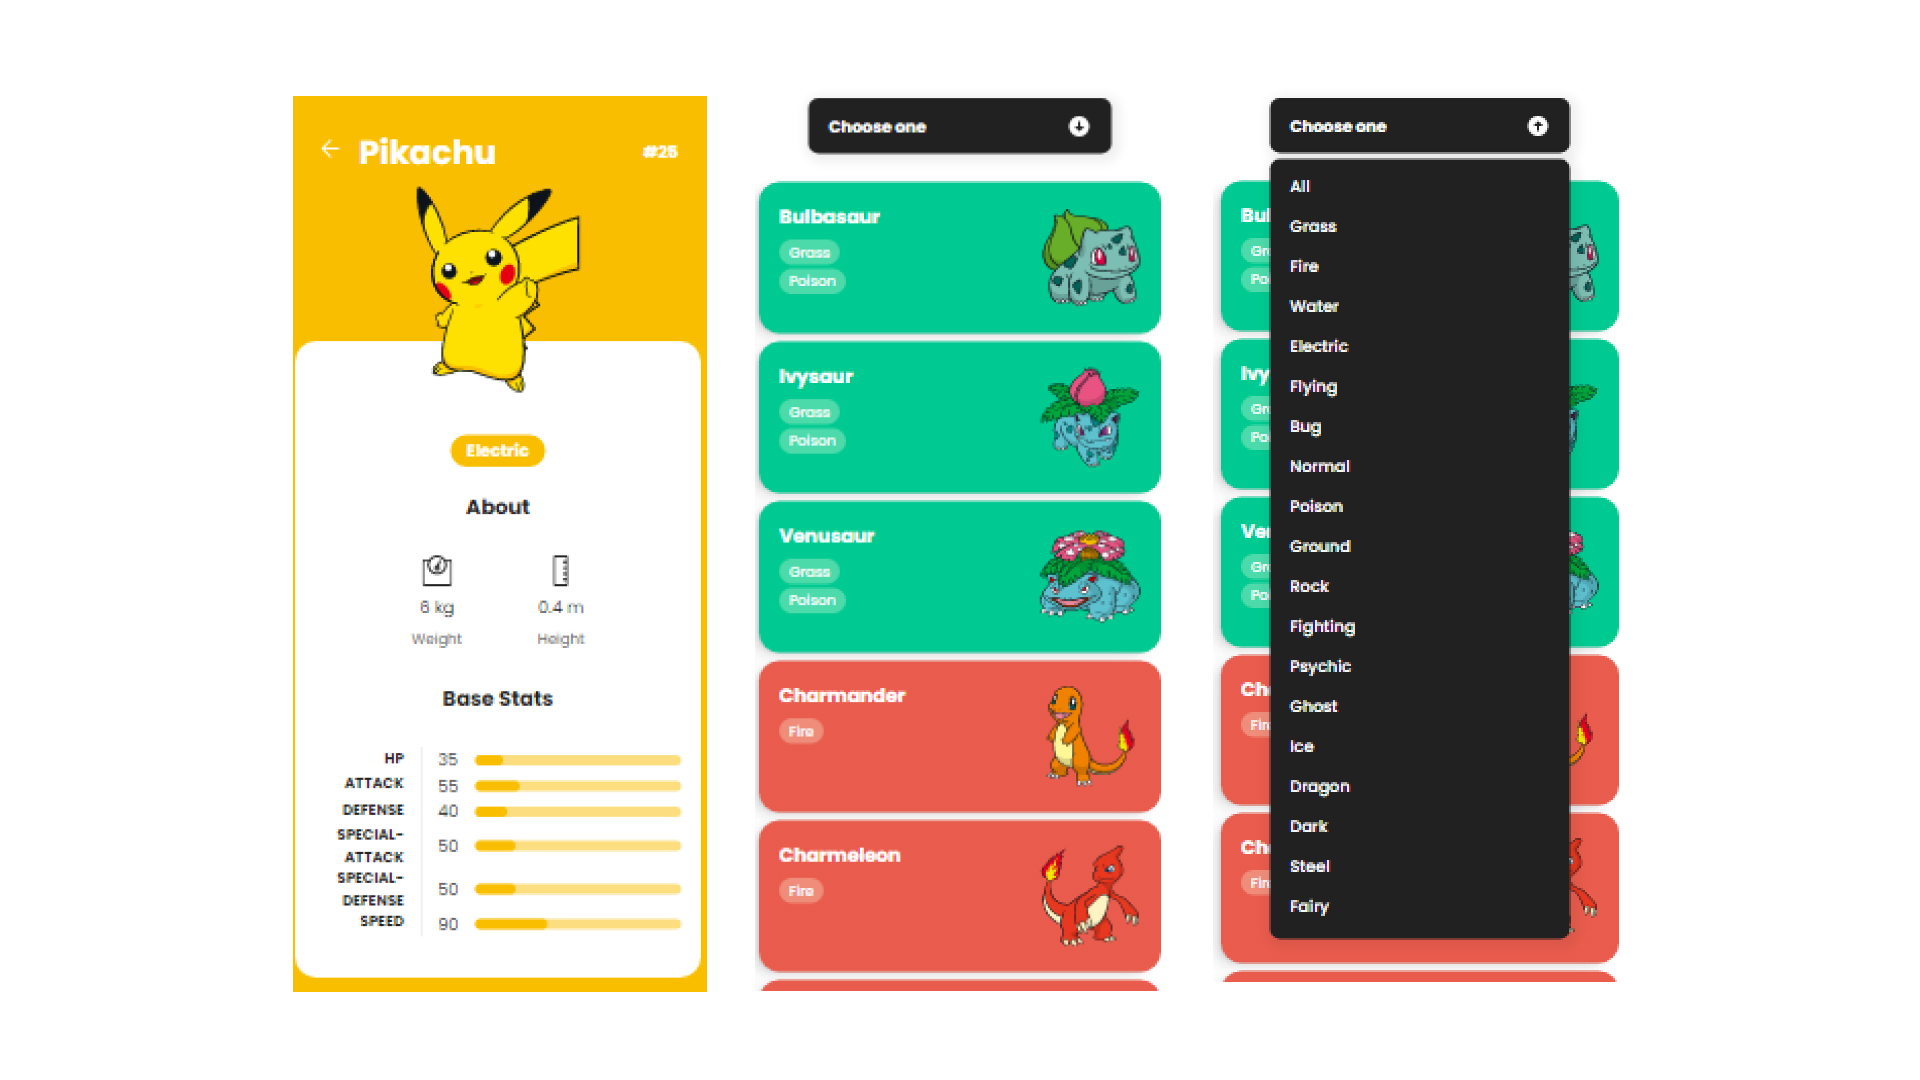 Pikachu
#25
Electric
About
6 kg
0.4 m
Weight
Height
Base Stats
HP 35
ATTACK 55
DEFENSE 40
SPECIAL-
ATTACK 50
SPECIAL-
DEFENSE 50
SPEED 90
Choose one
Bulbasaur
Grass
Poison
Ivysaur
Grass
Poison
Venusaur
Grass
Poison
Charmander
Fire
Charmeleon
Fire
Choose one
All
Grass
Fire
Water
Electric
Flying
Bug
Normal
Poison
Ground
Rock
Fighting
Psychic
Ghost
Ice
Dragon
Dark
Steel
Fairy
Bul
Gr
Po
Ivy
Gr
Po
Ve
Gr
Po
Ch
Fir
Ch
Fir